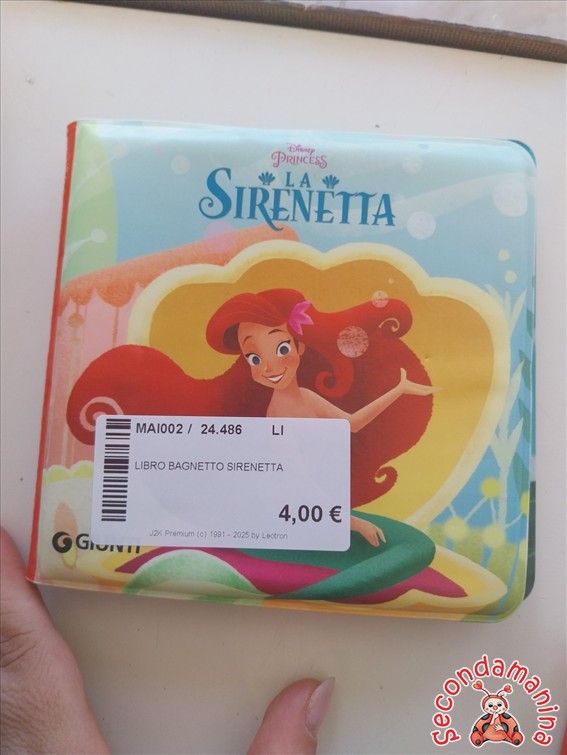 Disney
PRINCESS
LA
SIRENETTA
MAI002 / 24.486 LI
LIBRO BAGNETTO SIRENETTA
4,00 €
J2K Premium (c) 1991 - 2025 by Leotron
GIUNTI
Secondamanina